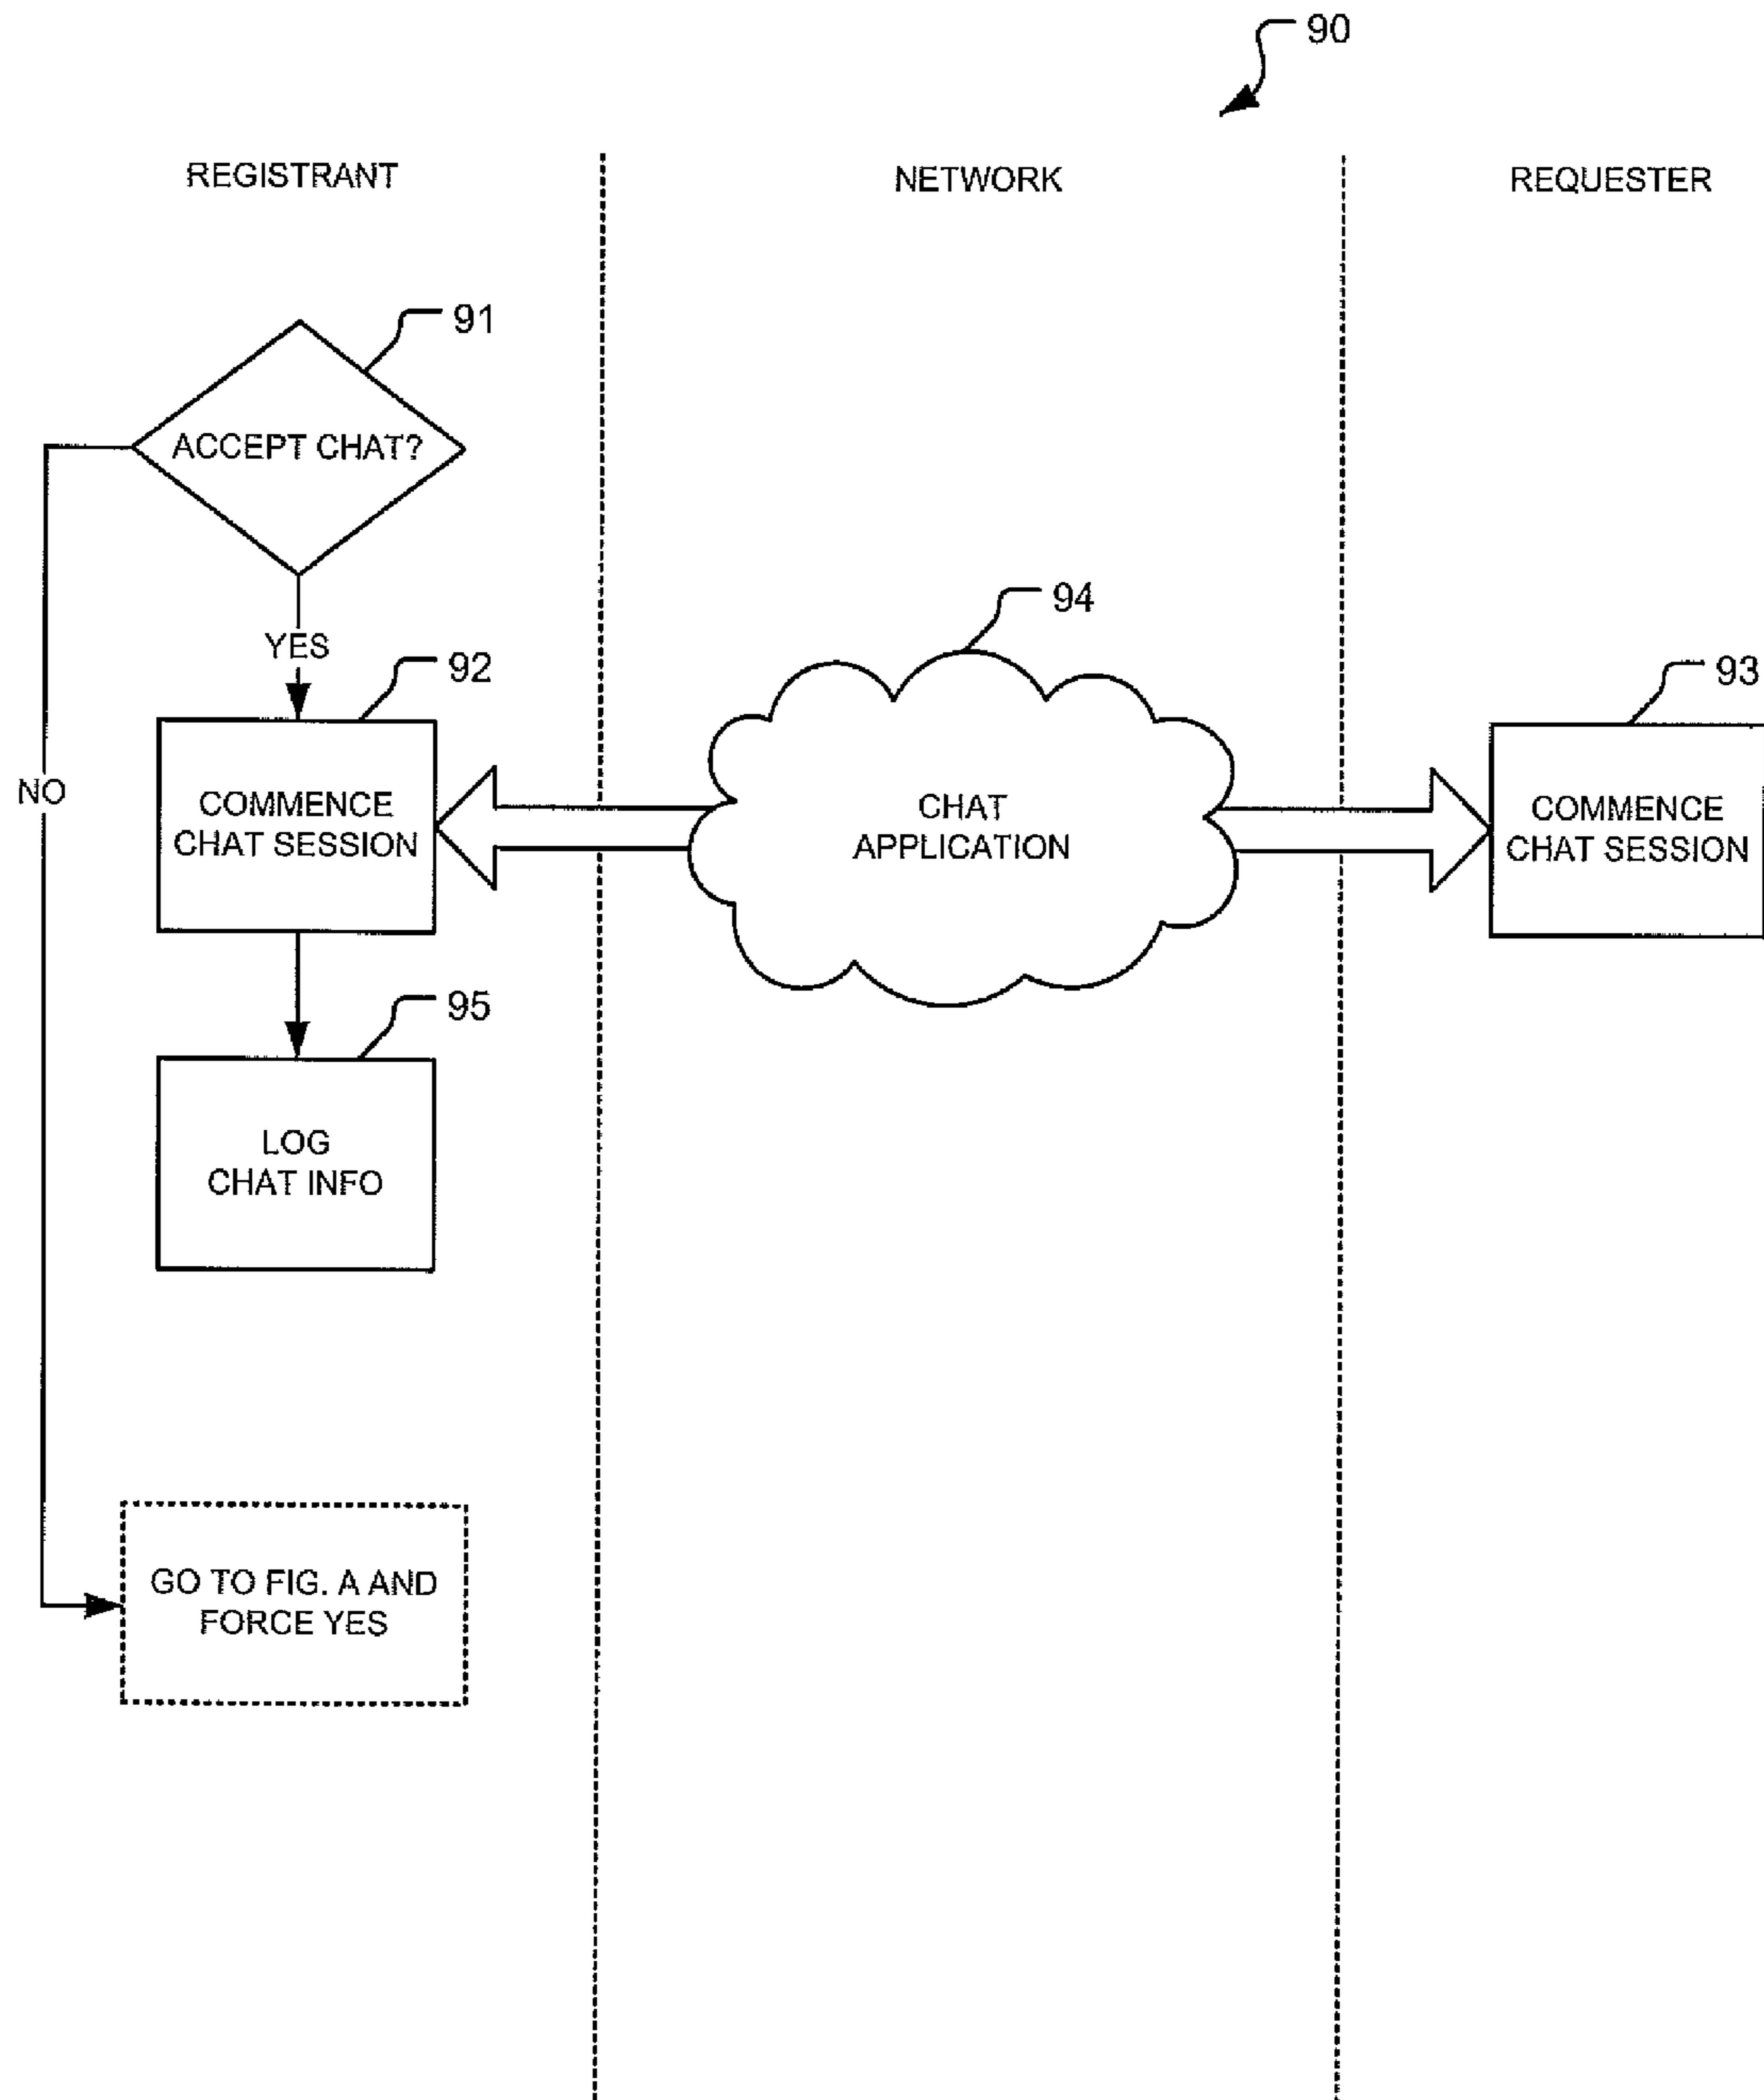 90
REGISTRANT
NETWORK
REQUESTER
91
ACCEPT CHAT?
YES
NO
92
COMMENCE
CHAT SESSION
94
CHAT
APPLICATION
93
COMMENCE
CHAT SESSION
95
LOG
CHAT INFO
GO TO FIG. A AND
FORCE YES